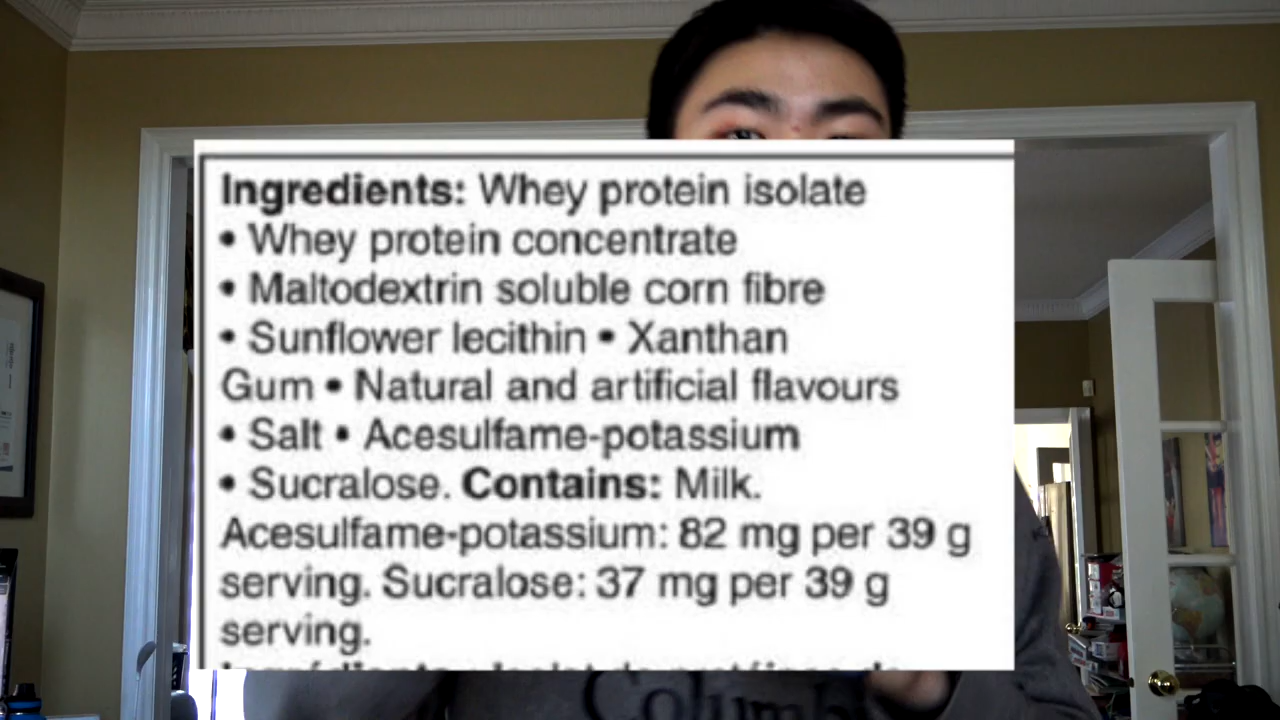 Ingredients: Whey protein isolate
• Whey protein concentrate
• Maltodextrin soluble corn fibre
• Sunflower lecithin • Xanthan
Gum • Natural and artificial flavours
• Salt • Acesulfame-potassium
• Sucralose. Contains: Milk.
Acesulfame-potassium: 82 mg per 39 g
serving. Sucralose: 37 mg per 39 g
serving.